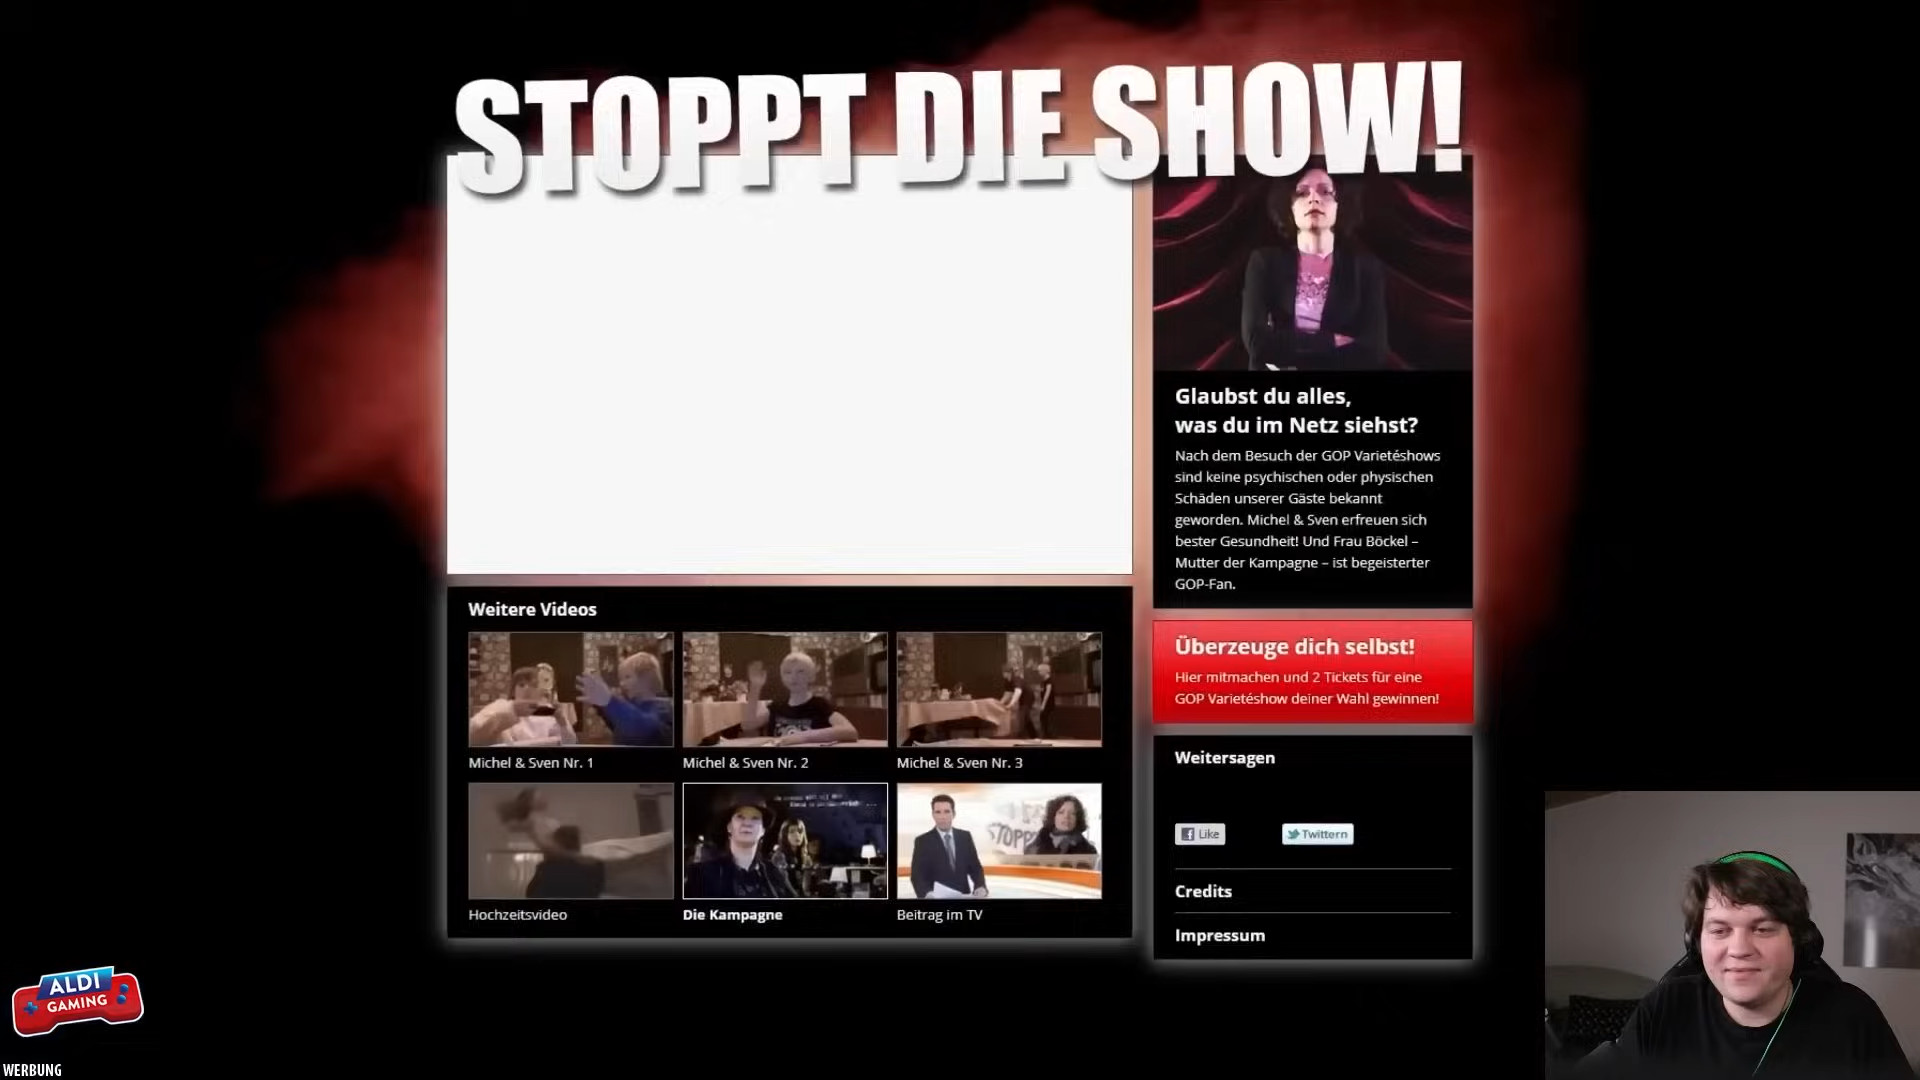 STOPPT DIE SHOW!
Glaubst du alles,
was du im Netz siehst?
Nach dem Besuch der GOP Varietéshows
sind keine psychischen oder physischen
Schäden unserer Gäste bekannt
geworden. Michel & Sven erfreuen sich
bester Gesundheit! Und Frau Böckel –
Mutter der Kampagne – ist begeisterter
GOP-Fan.
Überzeuge dich selbst!
Hier mitmachen und 2 Tickets für eine
GOP Varietéshow deiner Wahl gewinnen!
Weitere Videos
Michel & Sven Nr. 1
Michel & Sven Nr. 2
Michel & Sven Nr. 3
STOPP
Hochzeitsvideo
Die Kampagne
Beitrag im TV
Weitersagen
Like
Twittern
Credits
Impressum
ALDI
GAMING
WERBUNG